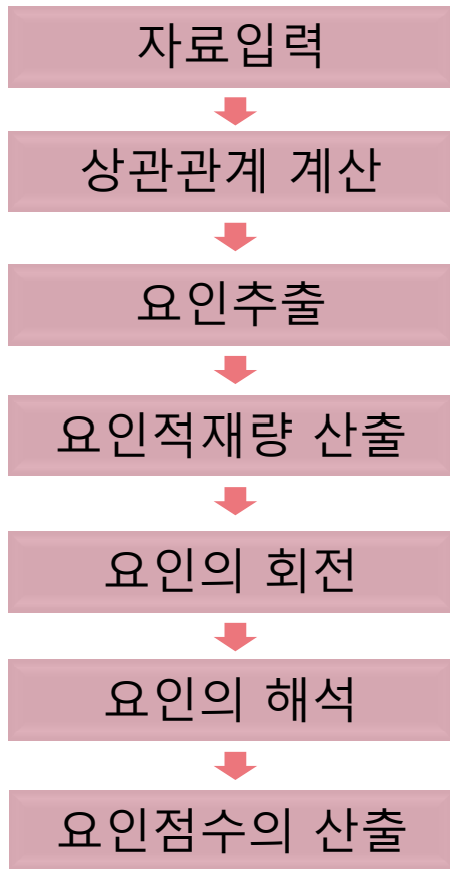 자료입력
상관관계 계산
요인추출
요인적재량 산출
요인의 회전
요인의 해석
요인점수의 산출